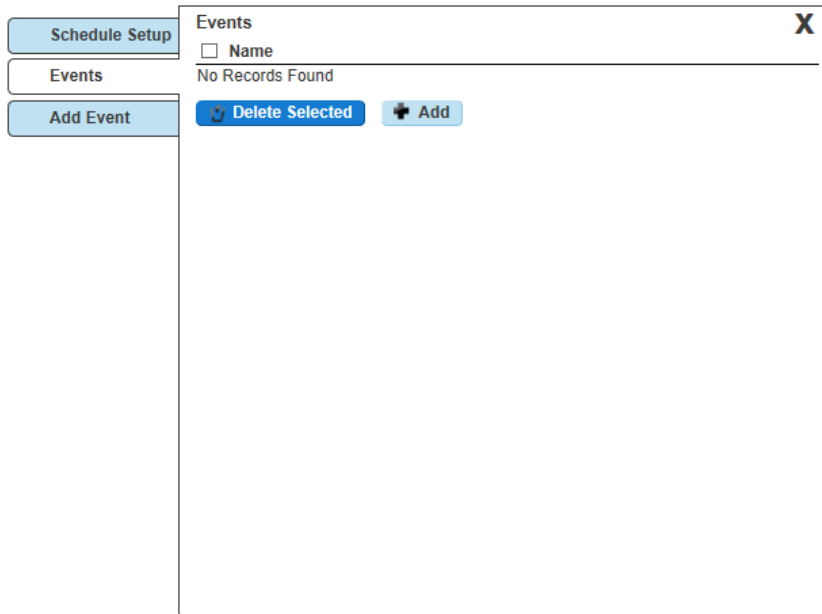 Schedule Setup
Events
Add Event
Events
X
Name
No Records Found
Delete Selected
Add